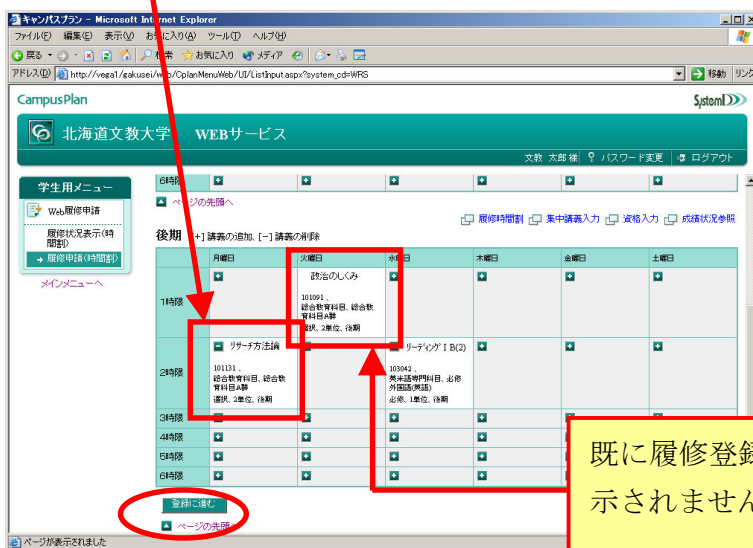 キャンパスプラン - Microsoft Internet Explorer
ファイル(F) 編集(E) 表示(V) お気に入り(A) ツール(T) ヘルプ(H)
戻る 検索 お気に入り メディア
アドレス(D) http://vega1/gakusei/web/CplanMenuWeb/UI/ListInput.aspx?system_cd=WRS 移動 リンク
CampusPlan SystemD
北海道文教大学 WEBサービス
文教 太郎 様 パスワード変更 ログアウト
学生用メニュー
Web履修申請
履修状況表示(時間割)
履修申請(時間割)
メインメニューへ
6時限
ページの先頭へ
履修時間割 集中講義入力 資格入力 成績状況参照
後期 [+] 講義の追加、[-] 講義の削除
月曜日 火曜日 水曜日 木曜日 金曜日 土曜日
1時限
政治のしくみ
101091 、
総合教育科目、総合教
育科目A群
選択、2単位、後期
2時限
リサーチ方法論
101131 、
総合教育科目、総合教
育科目A群
選択、2単位、後期
リーディングⅠB(2)
103042 、
英米語専門科目、必修
外国語(英語)
必修、1単位、後期
3時限
4時限
5時限
6時限
登録に進む
ページの先頭へ
ページが表示されました
既に履修登録
示されません